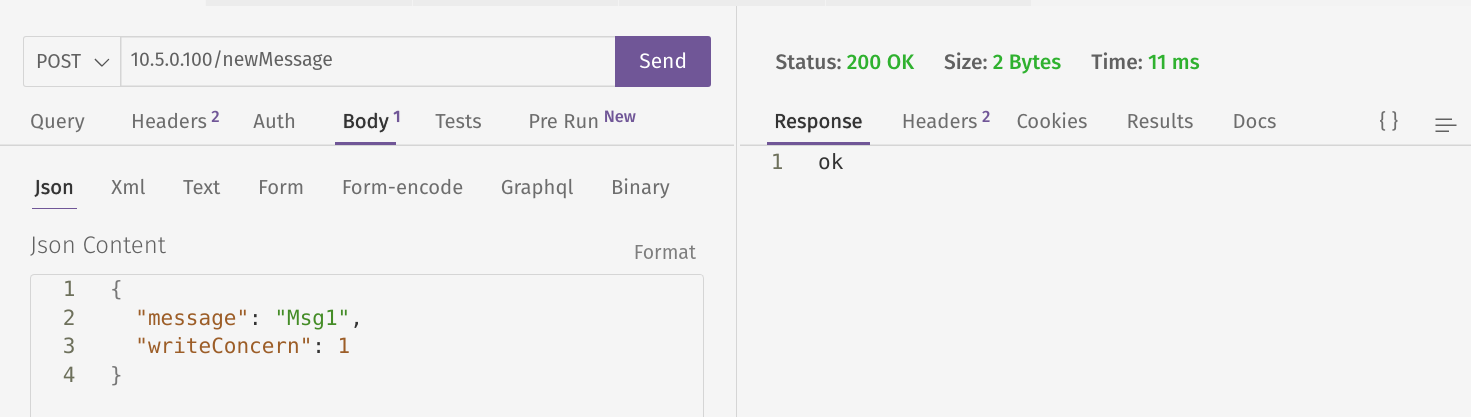 POST 10.5.0.100/newMessage Send
Query Headers 2 Auth Body 1 Tests Pre Run New
Json Xml Text Form Form-encode Graphql Binary
Json Content
Format
1 {
2 "message": "Msg1",
3 "writeConcern": 1
4 }
Status: 200 OK Size: 2 Bytes Time: 11 ms
Response Headers 2 Cookies Results Docs {}
1 ok